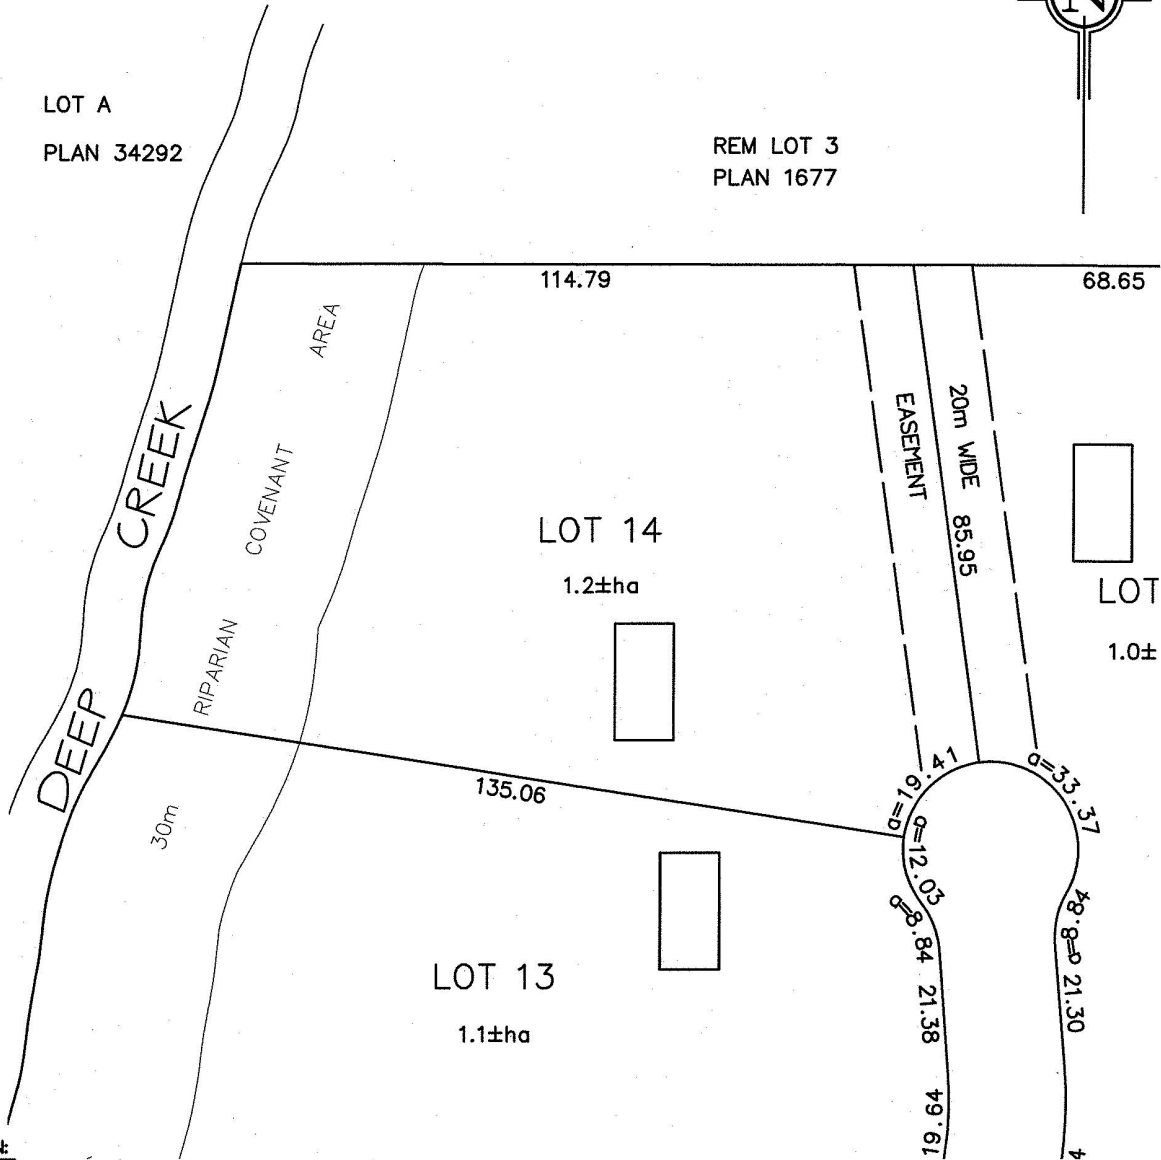 N
LOT A
PLAN 34292
REM LOT 3
PLAN 1677
114.79
68.65
AREA
COVENANT
RIPARIAN
30m
DEEP CREEK
EASEMENT
20m WIDE 85.95
LOT 14
1.2±ha
LOT
1.0±
135.06
a=19.41
a=33.37
a=12.03
a=8.84
a=8.84
21.38
21.30
LOT 13
1.1±ha
19.94
4